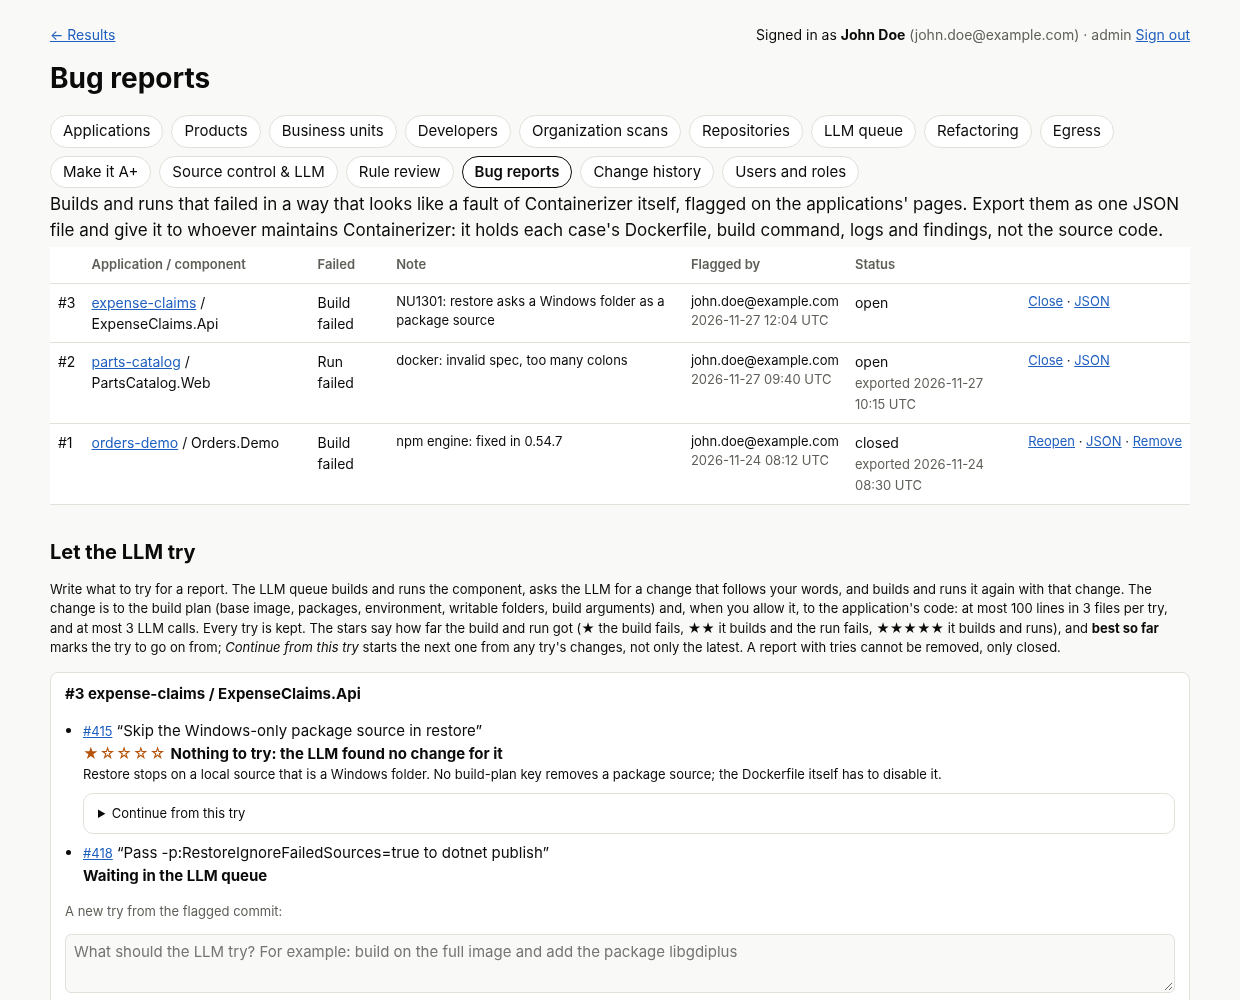 ← Results
Signed in as John Doe (john.doe@example.com) · admin Sign out
Bug reports
Applications Products Business units Developers Organization scans Repositories LLM queue Refactoring Egress
Make it A+ Source control & LLM Rule review Bug reports Change history Users and roles
Builds and runs that failed in a way that looks like a fault of Containerizer itself, flagged on the applications' pages. Export them as one JSON
file and give it to whoever maintains Containerizer: it holds each case's Dockerfile, build command, logs and findings, not the source code.
Application / component Failed Note Flagged by Status
#3 expense-claims / Build NU1301: restore asks a Windows folder as a john.doe@example.com open Close · JSON
ExpenseClaims.Api failed package source 2026-11-27 12:04 UTC
#2 parts-catalog / Run docker: invalid spec, too many colons john.doe@example.com open Close · JSON
PartsCatalog.Web failed 2026-11-27 09:40 UTC exported 2026-11-27
10:15 UTC
#1 orders-demo / Orders.Demo Build npm engine: fixed in 0.54.7 john.doe@example.com closed Reopen · JSON · Remove
failed 2026-11-24 08:12 UTC exported 2026-11-24
08:30 UTC
Let the LLM try
Write what to try for a report. The LLM queue builds and runs the component, asks the LLM for a change that follows your words, and builds and runs it again with that change. The
change is to the build plan (base image, packages, environment, writable folders, build arguments) and, when you allow it, to the application's code: at most 100 lines in 3 files per try,
and at most 3 LLM calls. Every try is kept. The stars say how far the build and run got (★ the build fails, ★★ it builds and the run fails, ★★★★★ it builds and runs), and best so far
marks the try to go on from; Continue from this try starts the next one from any try's changes, not only the latest. A report with tries cannot be removed, only closed.
#3 expense-claims / ExpenseClaims.Api
• #415 “Skip the Windows-only package source in restore”
★☆☆☆☆ Nothing to try: the LLM found no change for it
Restore stops on a local source that is a Windows folder. No build-plan key removes a package source; the Dockerfile itself has to disable it.
▶ Continue from this try
• #418 “Pass -p:RestoreIgnoreFailedSources=true to dotnet publish”
Waiting in the LLM queue
A new try from the flagged commit:
What should the LLM try? For example: build on the full image and add the package libgdiplus